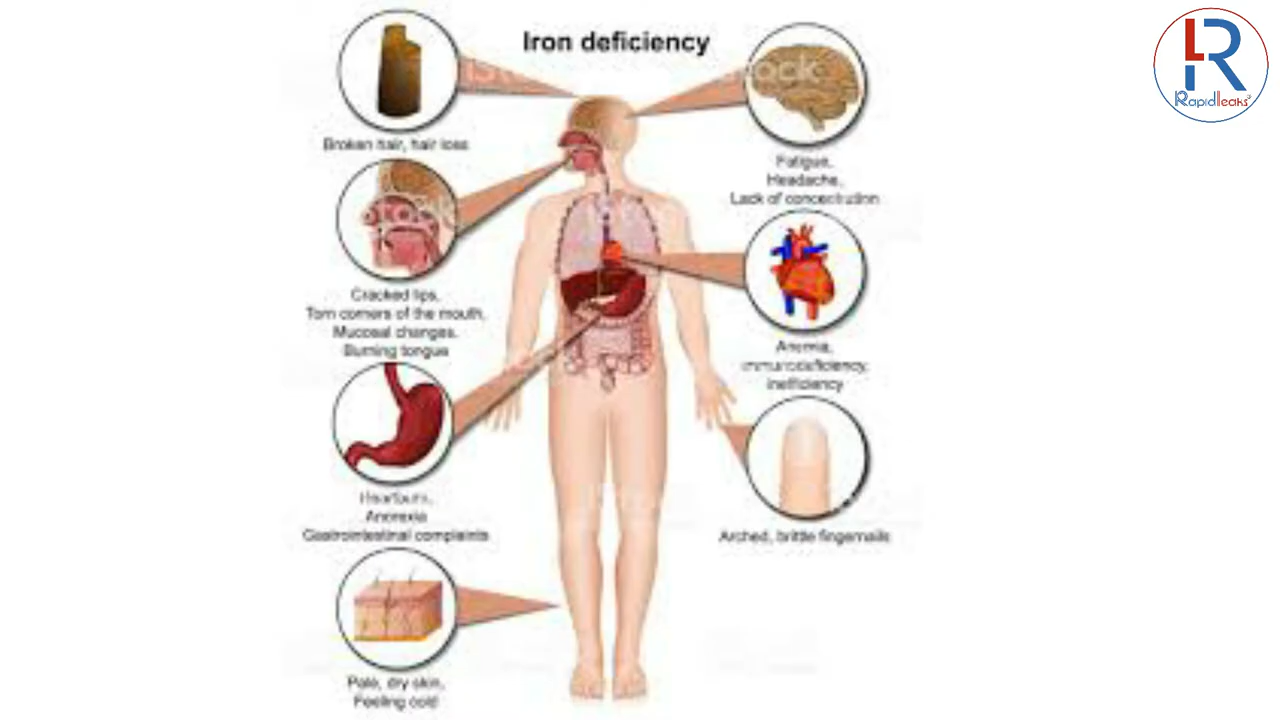 Iron deficiency
Rapidleaks
Broken hair, hair loss
Fatigue,
Headache,
Lack of concentration
Cracked lips,
Torn corners of the mouth,
Mucosal changes,
Burning tongue
Anemia,
immunodeficiency,
inefficiency
Heartburn,
Anorexia
Gastrointestinal complaints
Arched, brittle fingernails
Pale, dry skin,
Feeling cold